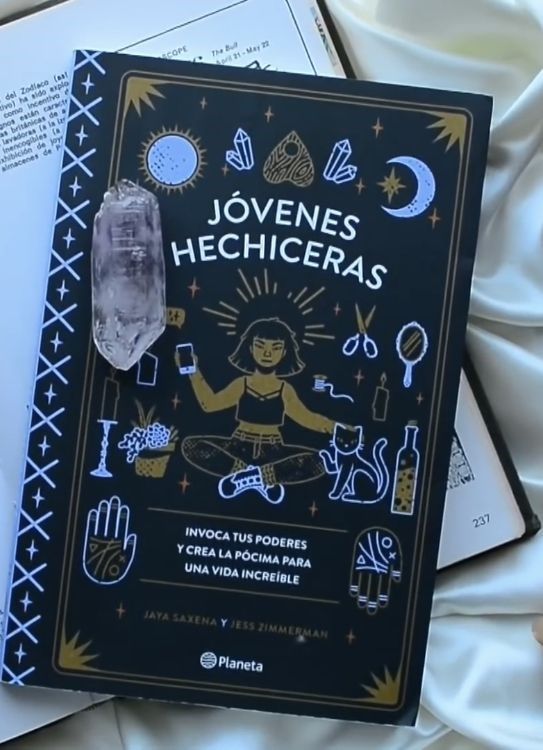 The Bull
April 21 - May 22
JÓVENES
HECHICERAS
INVOCA TUS PODERES
Y CREA LA PÓCIMA PARA
UNA VIDA INCREÍBLE
JAYA SAXENA Y JESS ZIMMERMAN
Planeta
237